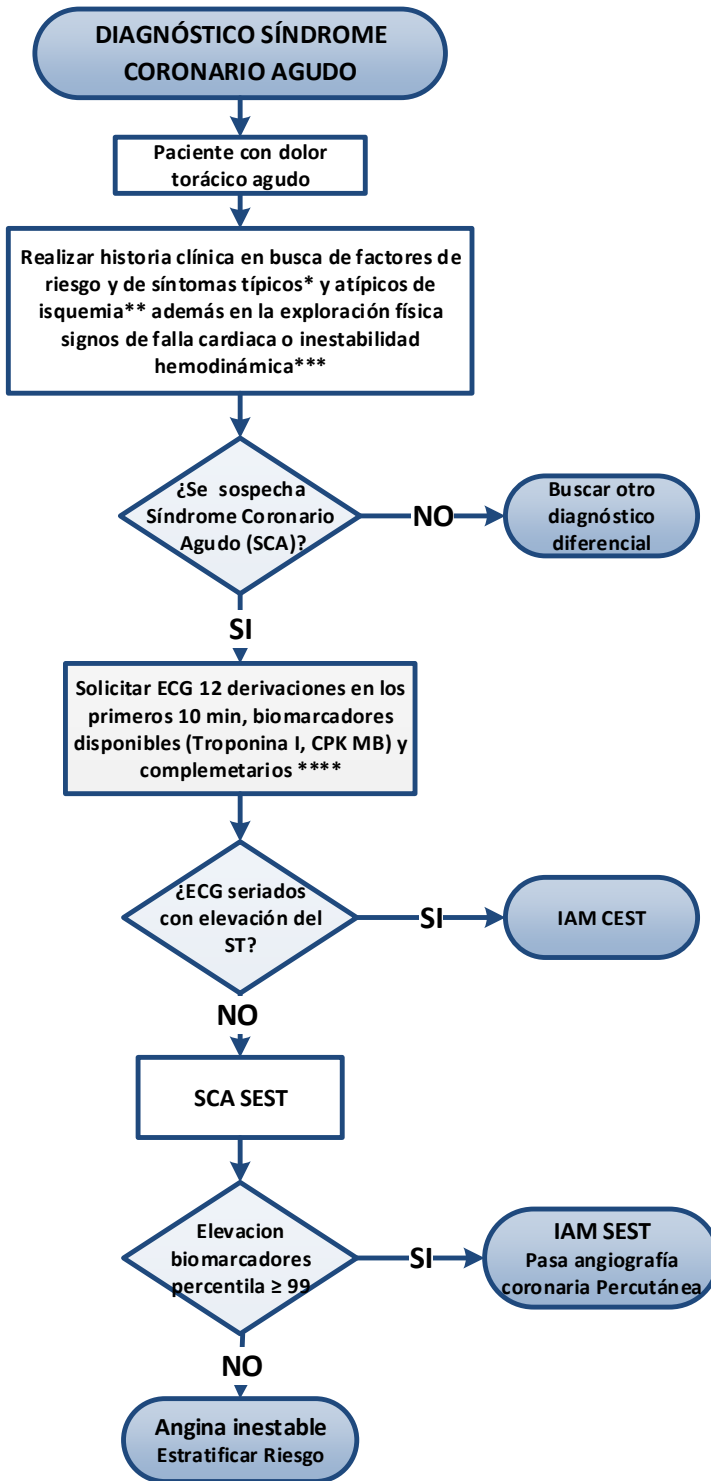 DIAGNÓSTICO SÍNDROME
CORONARIO AGUDO
Paciente con dolor
torácico agudo
Realizar historia clínica en busca de factores de
riesgo y de síntomas típicos* y atípicos de
isquemia** además en la exploración física
signos de falla cardiaca o inestabilidad
hemodinámica***
¿Se sospecha
Síndrome Coronario
Agudo (SCA)?
NO
Buscar otro
diagnóstico
diferencial
SI
Solicitar ECG 12 derivaciones en los
primeros 10 min, biomarcadores
disponibles (Troponina I, CPK MB) y
complemetarios ****
¿ECG seriados
con elevación del
ST?
SI
IAM CEST
NO
SCA SEST
Elevacion
biomarcadores
percentila ≥ 99
SI
IAM SEST
Pasa angiografía
coronaria Percutánea
NO
Angina inestable
Estratificar Riesgo